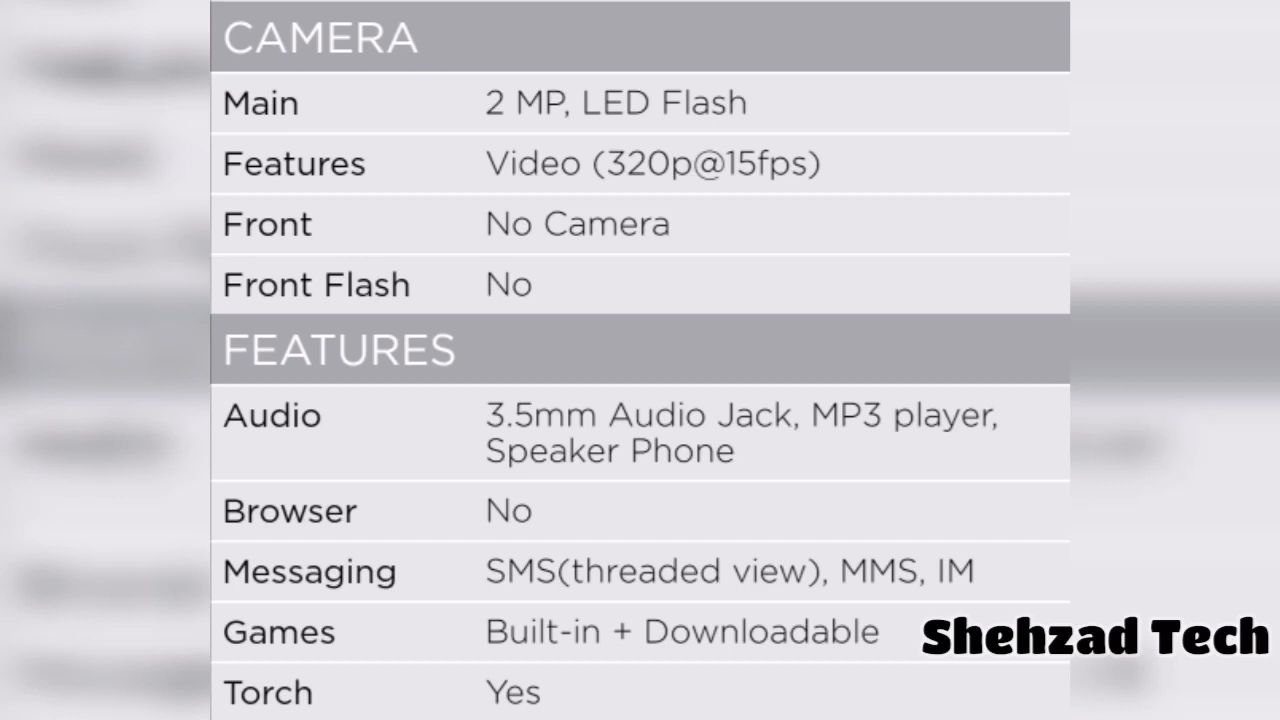 CAMERA
Main 2 MP, LED Flash
Features Video (320p@15fps)
Front No Camera
Front Flash No
FEATURES
Audio 3.5mm Audio Jack, MP3 player,
Speaker Phone
Browser No
Messaging SMS(threaded view), MMS, IM
Games Built-in + Downloadable
Shehzad Tech
Torch Yes